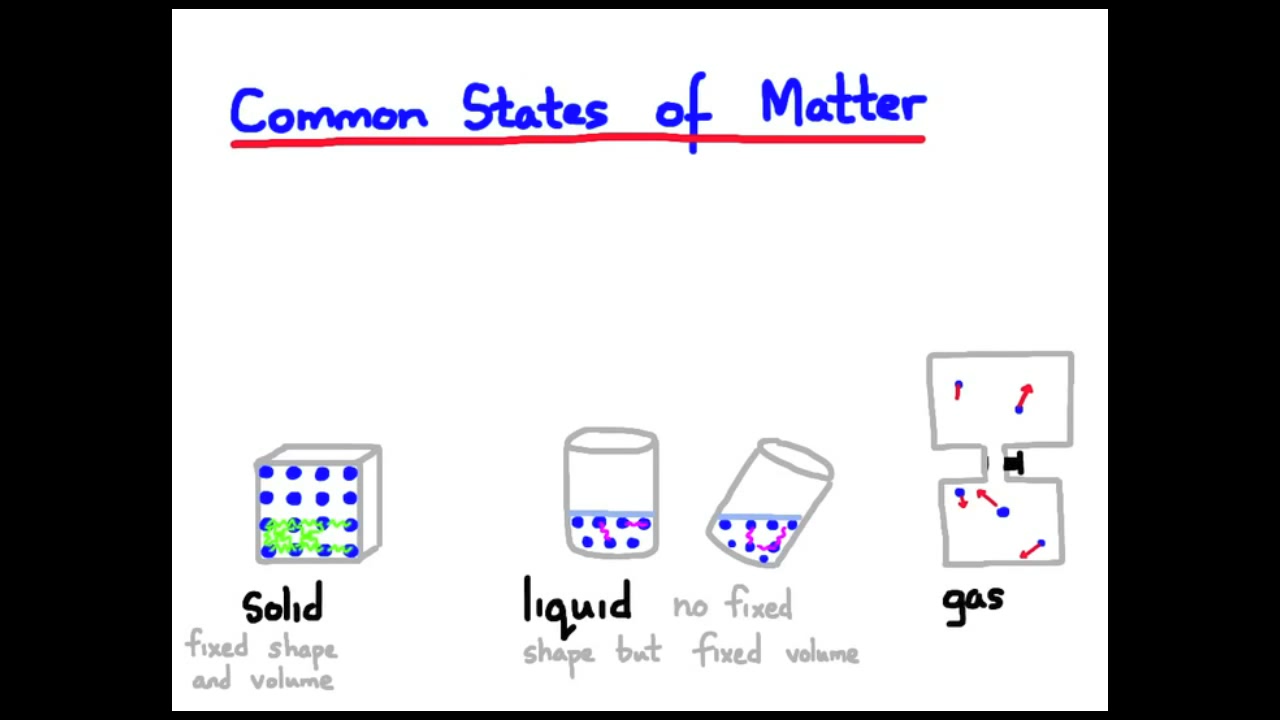 Common States of Matter
solid
fixed shape
and volume
liquid no fixed
shape but fixed volume
gas